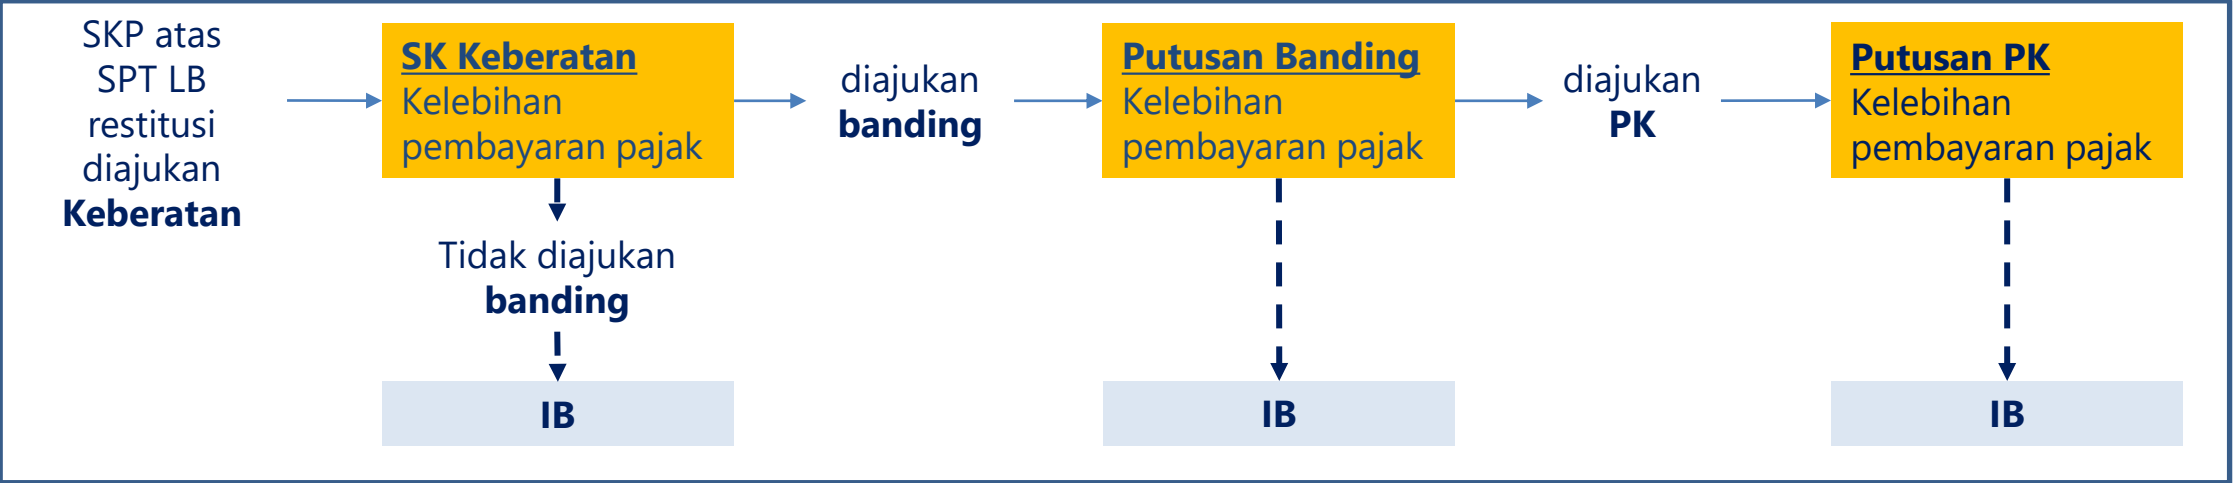 SKP atas
SPT LB
restitusi
diajukan
Keberatan
SK Keberatan
Kelebihan
pembayaran pajak
Tidak diajukan
banding
IB
diajukan
banding
Putusan Banding
Kelebihan
pembayaran pajak
IB
diajukan
PK
Putusan PK
Kelebihan
pembayaran pajak
IB